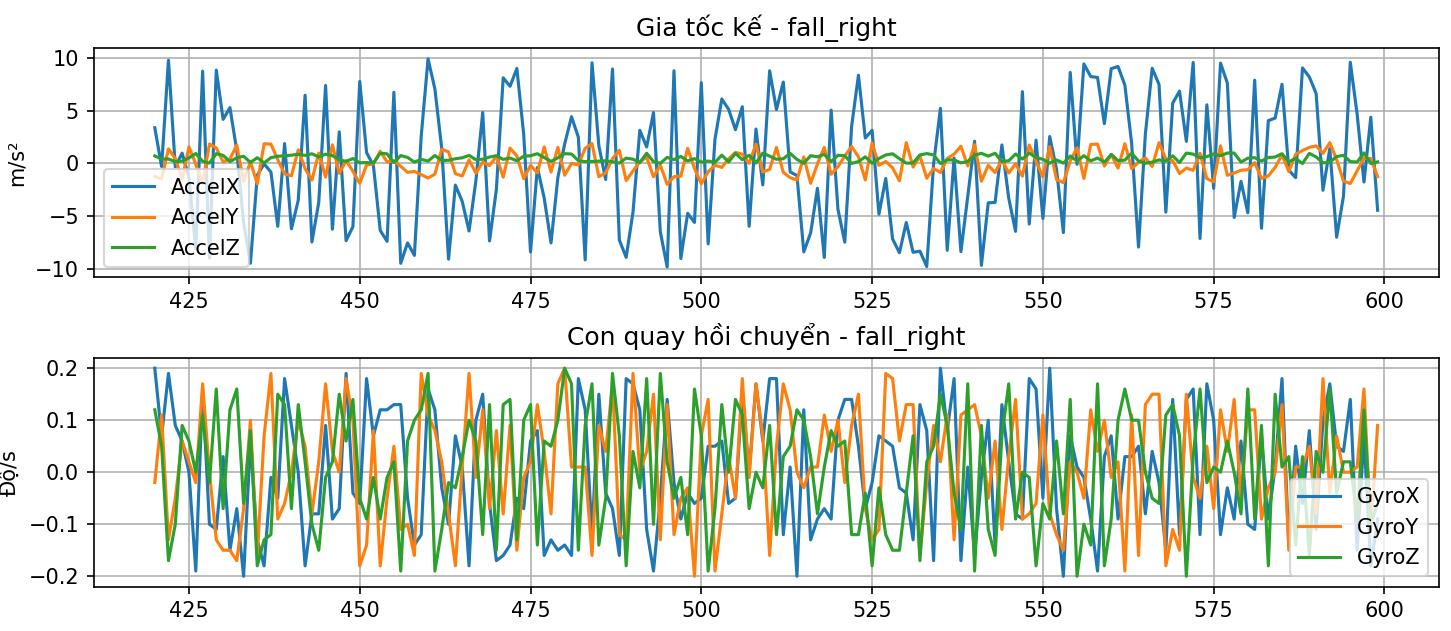 Gia tốc kế - fall_right
m/s²
10
5
0
−5
−10
AccelX
AccelY
AccelZ
425 450 475 500 525 550 575 600
Con quay hồi chuyển - fall_right
Độ/s
0.2
0.1
0.0
−0.1
−0.2
GyroX
GyroY
GyroZ
425 450 475 500 525 550 575 600